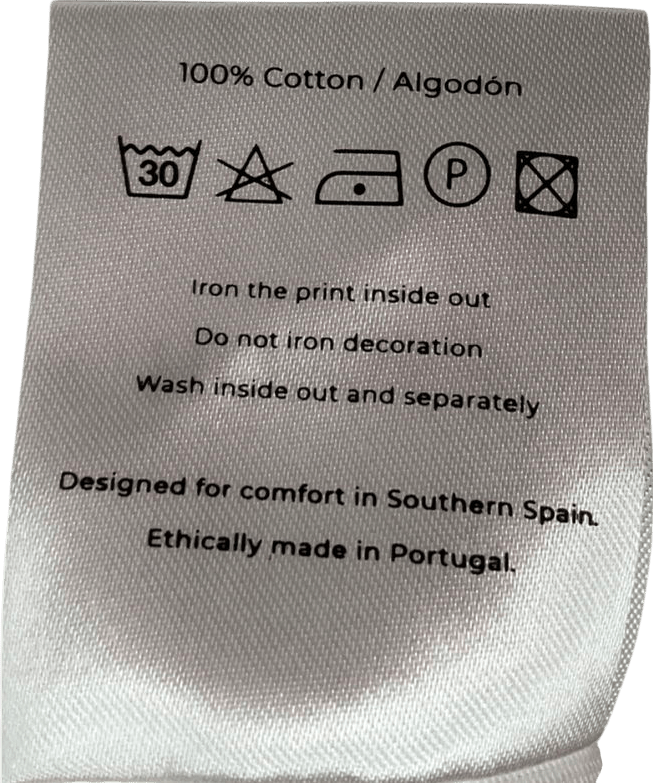 100% Cotton / Algodón
30 P
Iron the print inside out
Do not iron decoration
Wash inside out and separately
Designed for comfort in Southern Spain.
Ethically made in Portugal.